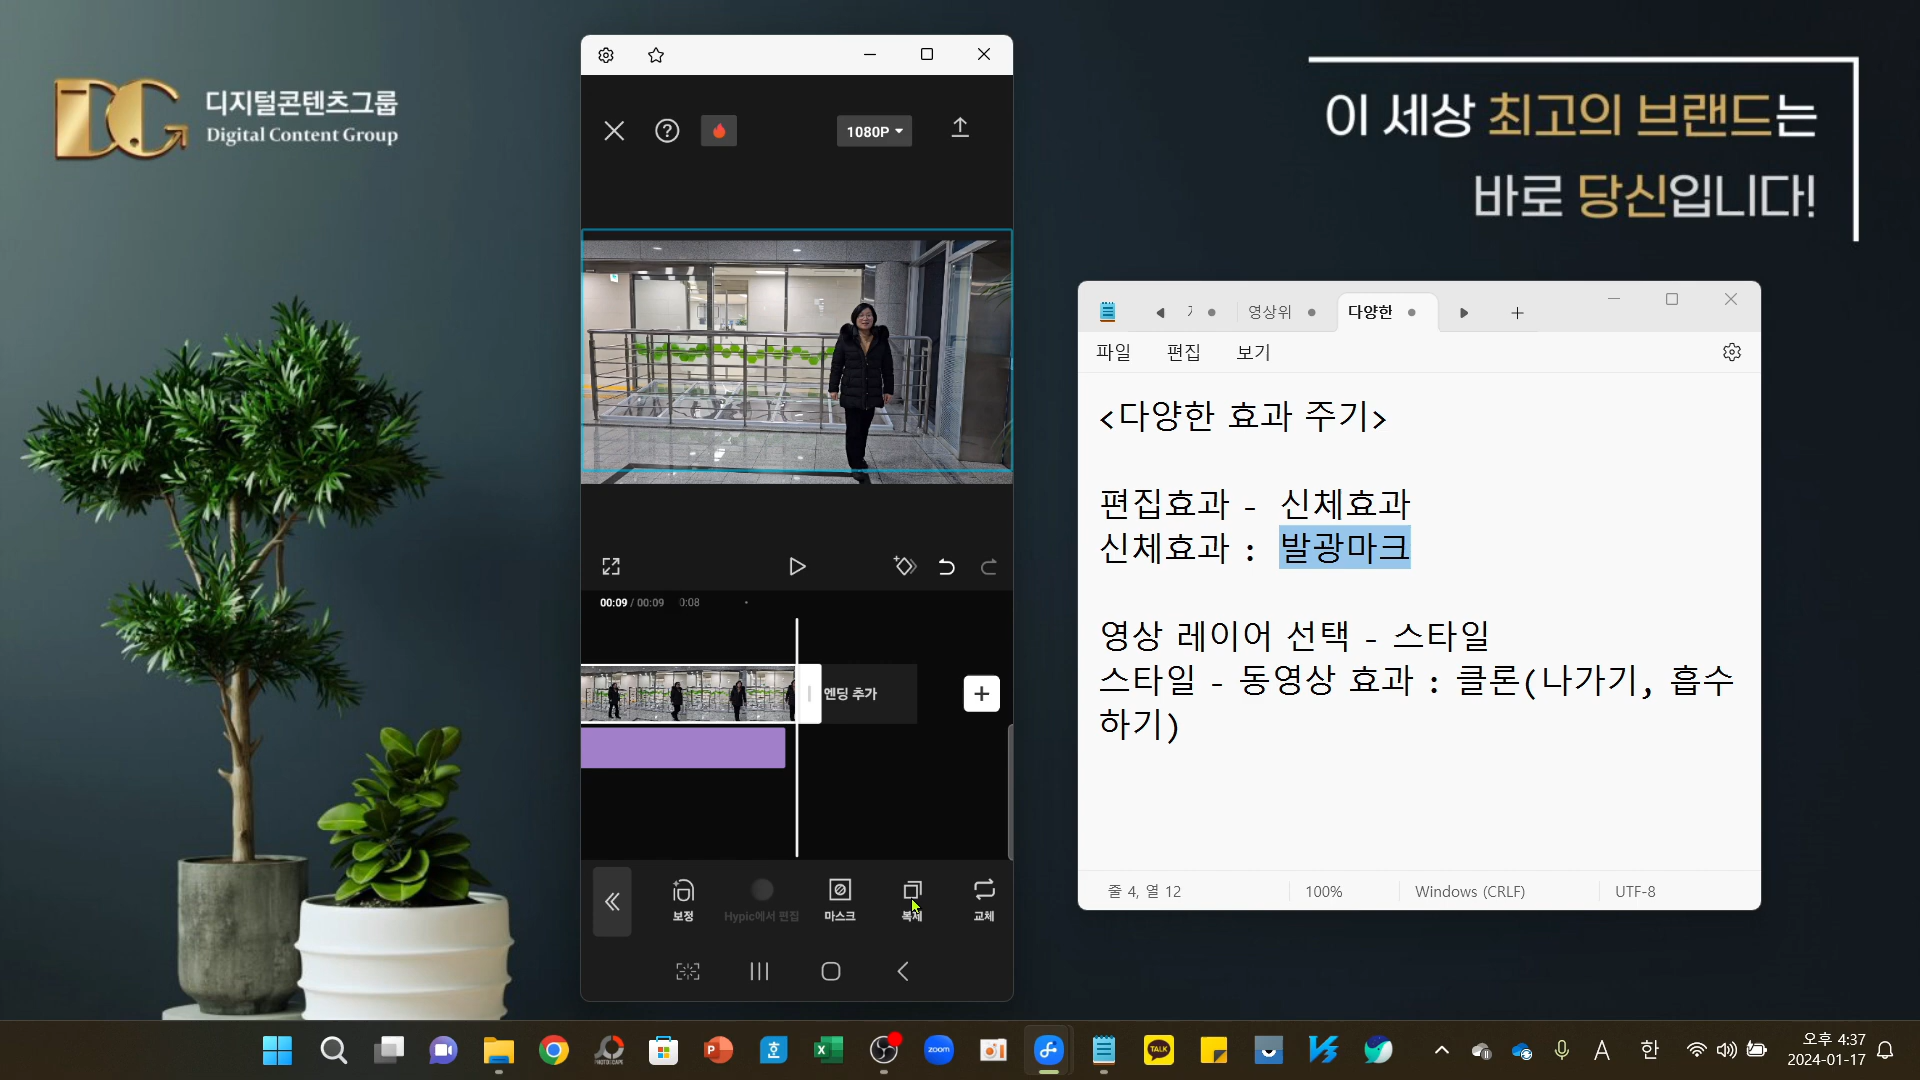 디지털콘텐츠그룹
Digital Content Group
이 세상 최고의 브랜드는
바로 당신입니다!
1080P
00:09 / 00:09 0:08
엔딩 추가
보정
Hypic에서 편집
마스크
복제
교체
영상위
다양한
파일
편집
보기
<다양한 효과 주기>
편집효과 - 신체효과
신체효과 : 발광마크
영상 레이어 선택 - 스타일
스타일 - 동영상 효과 : 클론(나가기, 흡수
하기)
줄 4, 열 12
100%
Windows (CRLF)
UTF-8
zoom
TALK
A
한
오후 4:37
2024-01-17